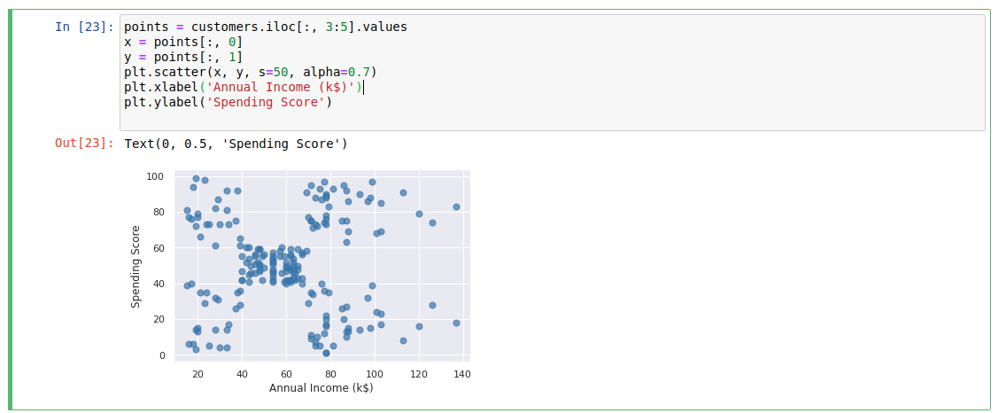 In [23]: points = customers.iloc[:, 3:5].values
x = points[:, 0]
y = points[:, 1]
plt.scatter(x, y, s=50, alpha=0.7)
plt.xlabel('Annual Income (k$)')
plt.ylabel('Spending Score')
Out[23]: Text(0, 0.5, 'Spending Score')
100
80
60
40
20
0
Spending Score
20 40 60 80 100 120 140
Annual Income (k$)